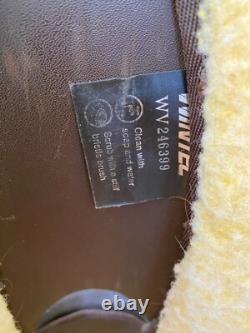 WINTEC
WV 246399
Clean with
soap and water
Scrub with a stiff
bristle brush